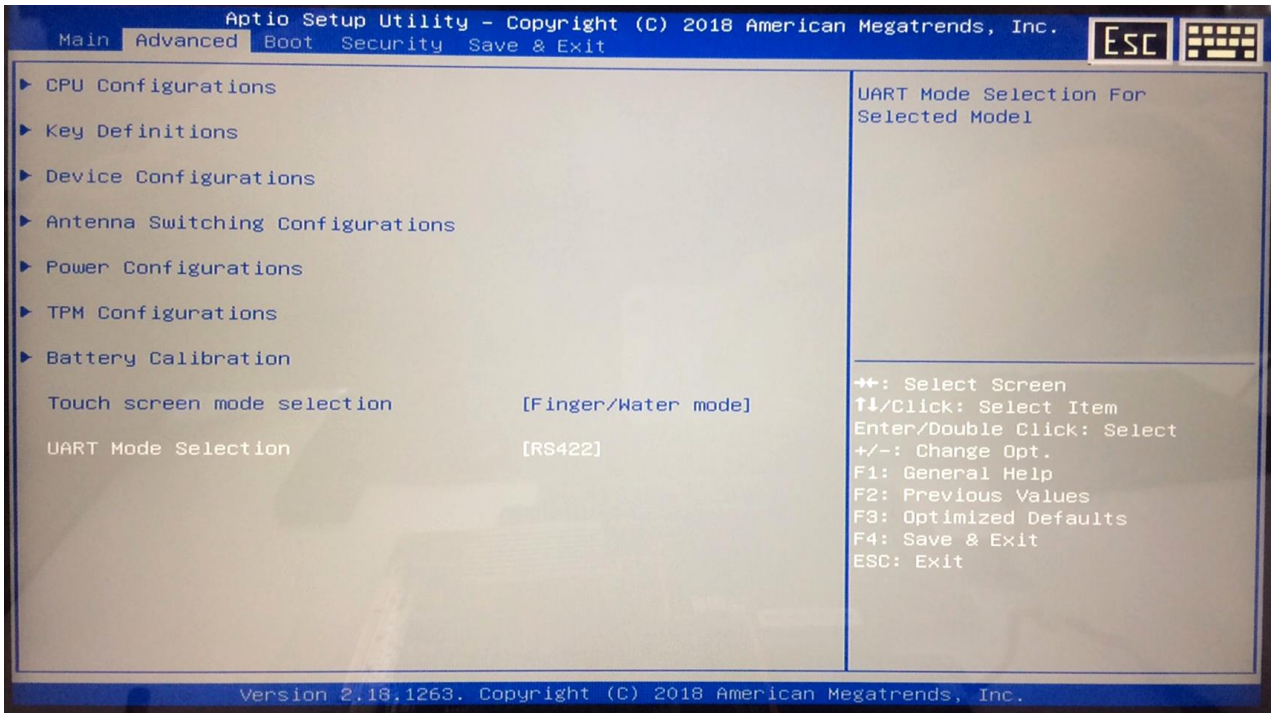 Aptio Setup Utility – Copyright (C) 2018 American Megatrends, Inc.
Main Advanced Boot Security Save & Exit
Esc
► CPU Configurations
► Key Definitions
► Device Configurations
► Antenna Switching Configurations
► Power Configurations
► TPM Configurations
► Battery Calibration
Touch screen mode selection [Finger/Water mode]
UART Mode Selection [RS422]
UART Mode Selection For
Selected Model
→←: Select Screen
↑↓/Click: Select Item
Enter/Double Click: Select
+/-: Change Opt.
F1: General Help
F2: Previous Values
F3: Optimized Defaults
F4: Save & Exit
ESC: Exit
Version 2.18.1263. Copyright (C) 2018 American Megatrends, Inc.